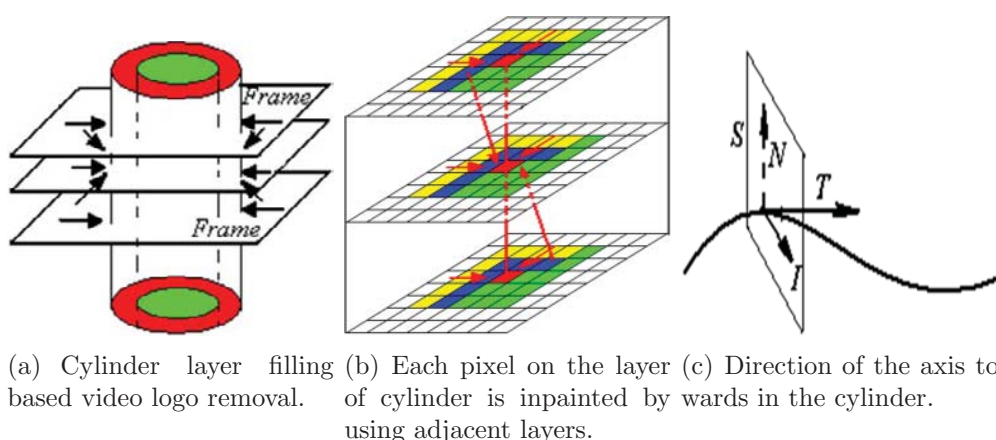 Frame
Frame
S
N
T
I
(a) Cylinder layer filling
based video logo removal.
(b) Each pixel on the layer
of cylinder is inpainted by
using adjacent layers.
(c) Direction of the axis to
wards in the cylinder.